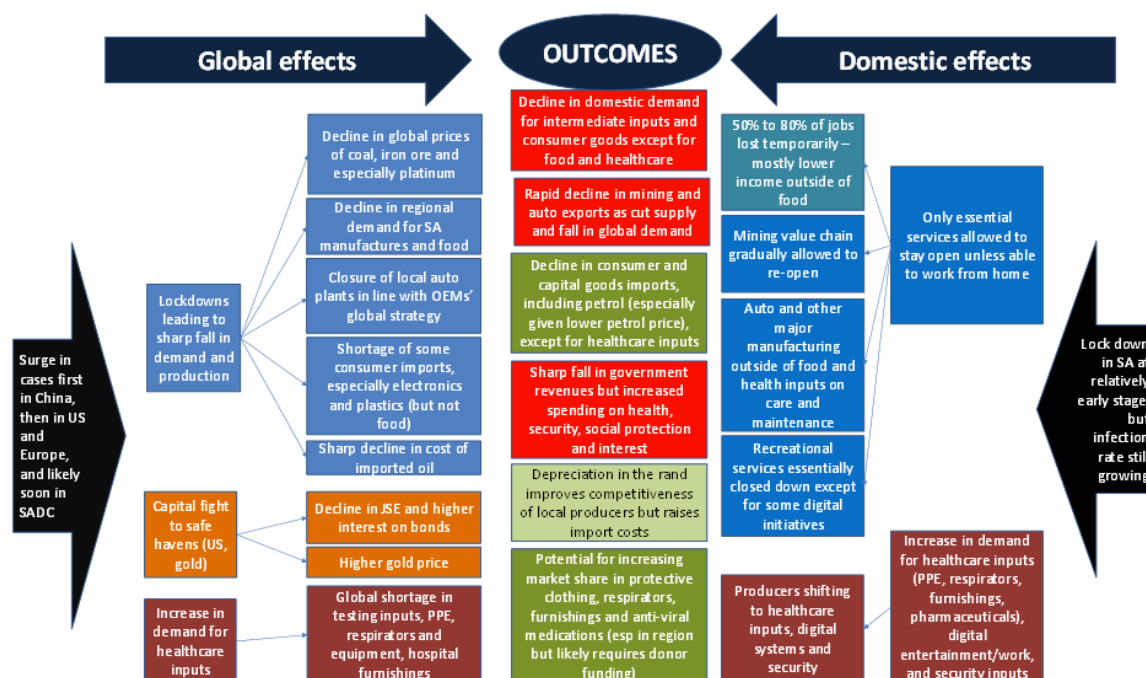 Global effects
OUTCOMES
Domestic effects
Surge in
cases first
in China,
then in US
and
Europe,
and likely
soon in
SADC
Lockdowns
leading to
sharp fall in
demand and
production
Capital fight
to safe
havens (US,
gold)
Increase in
demand for
healthcare
inputs
Decline in global prices
of coal, iron ore and
especially platinum
Decline in regional
demand for SA
manufactures and food
Closure of local auto
plants in line with OEMs'
global strategy
Shortage of some
consumer imports,
especially electronics
and plastics (but not
food)
Sharp decline in cost of
imported oil
Decline in JSE and higher
interest on bonds
Higher gold price
Global shortage in
testing inputs, PPE,
respirators and
equipment, hospital
furnishings
Decline in domestic demand
for intermediate inputs and
consumer goods except for
food and healthcare
Rapid decline in mining and
auto exports as cut supply
and fall in global demand
Decline in consumer and
capital goods imports,
including petrol (especially
given lower petrol price),
except for healthcare inputs
Sharp fall in government
revenues but increased
spending on health,
security, social protection
and interest
Depreciation in the rand
improves competitiveness
of local producers but raises
import costs
Potential for increasing
market share in protective
clothing, respirators,
furnishings and anti-viral
medications (esp in region
but likely requires donor
funding)
50% to 80% of jobs
lost temporarily –
mostly lower
income outside of
food
Mining value chain
gradually allowed to
re-open
Auto and other
major
manufacturing
outside of food and
health inputs on
care and
maintenance
Recreational
services essentially
closed down except
for some digital
initiatives
Producers shifting
to healthcare
inputs, digital
systems and
security
Only essential
services allowed to
stay open unless able
to work from home
Increase in demand
for healthcare inputs
(PPE, respirators,
furnishings,
pharmaceuticals),
digital
entertainment/work,
and security inputs
Lock down
in SA at
relatively
early stage,
but
infection
rate still
growing